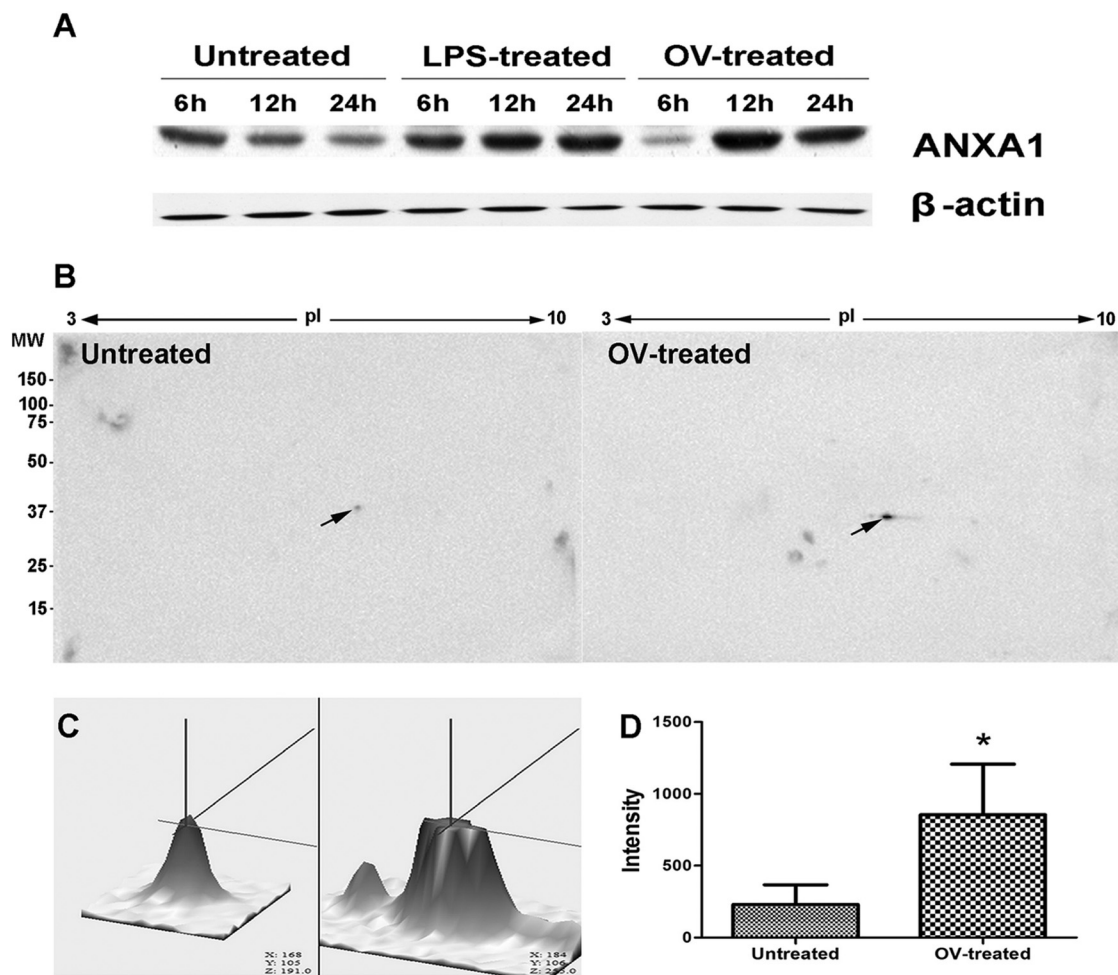 A
Untreated LPS-treated OV-treated
6h 12h 24h 6h 12h 24h 6h 12h 24h
ANXA1
β-actin
B
3 pI 10 3 pI 10
MW
Untreated OV-treated
150-
100-
75-
50-
37-
25-
15-
C
X: 168
Y: 105
Z: 191.0
X: 184
Y: 106
Z: 255.0
D
1500
1000
500
0
Intensity
*
Untreated OV-treated